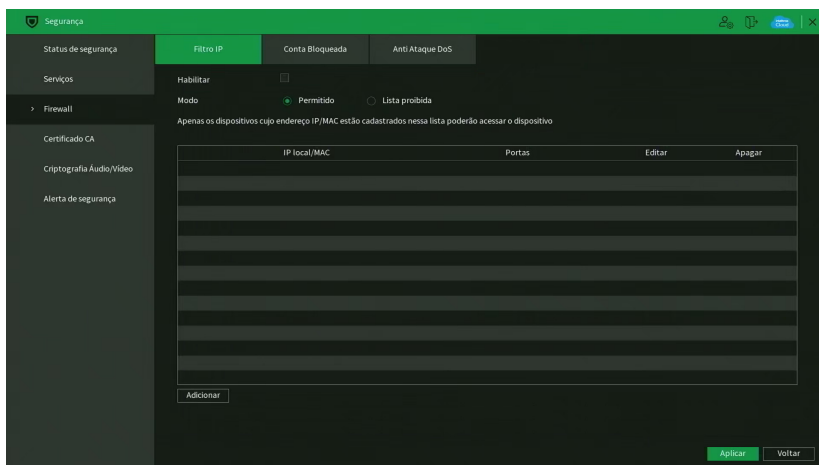 Segurança
Status de segurança
Serviços
> Firewall
Certificado CA
Criptografia Áudio/Vídeo
Alerta de segurança
Filtro IP
Conta Bloqueada
Anti Ataque DoS
Habilitar
Modo Permitido Lista proibida
Apenas os dispositivos cujo endereço IP/MAC estão cadastrados nessa lista poderão acessar o dispositivo
IP local/MAC Portas Editar Apagar
Adicionar
Aplicar Voltar